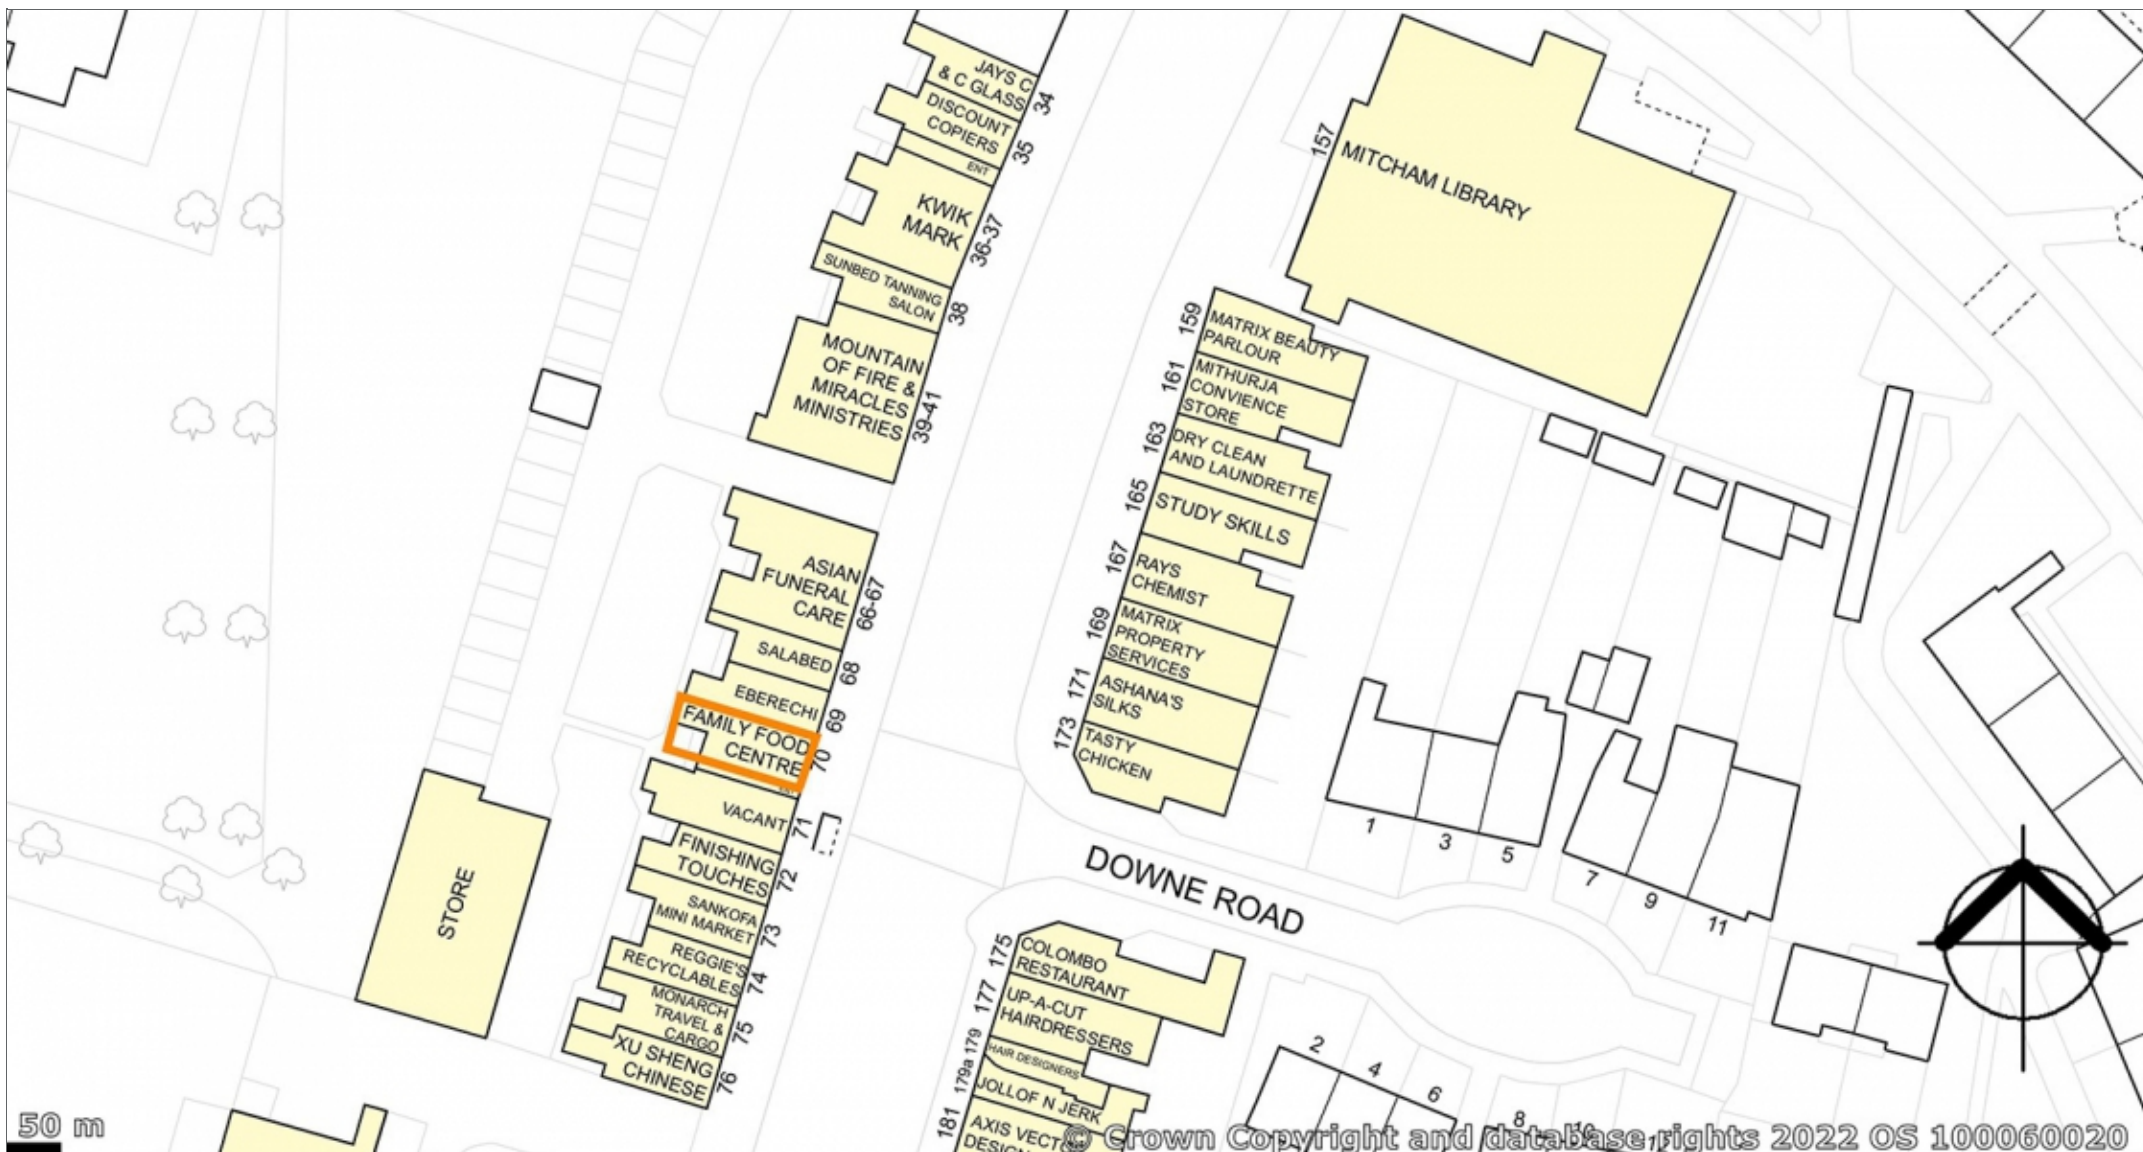 JAYS C
& C GLASS
34
DISCOUNT
COPIERS
35
ENT
KWIK
MARK
36-37
SUNBED TANNING
SALON
38
MOUNTAIN
OF FIRE &
MIRACLES
MINISTRIES
39-41
ASIAN
FUNERAL
CARE
66-67
SALABED
68
EBERECHI
69
FAMILY FOOD
CENTRE
70
VACANT
71
FINISHING
TOUCHES
72
SANKOFA
MINI MARKET
73
REGGIE'S
RECYCLABLES
74
MONARCH
TRAVEL &
CARGO
75
XU SHENG
CHINESE
76
STORE
157
MITCHAM LIBRARY
159
MATRIX BEAUTY
PARLOUR
161
MITHURJA
CONVIENCE
STORE
163
DRY CLEAN
AND LAUNDRETTE
165
STUDY SKILLS
167
RAYS
CHEMIST
169
MATRIX
PROPERTY
SERVICES
171
ASHANA'S
SILKS
173
TASTY
CHICKEN
DOWNE ROAD
1
3
5
7
9
11
175
COLOMBO
RESTAURANT
177
UP-A-CUT
HAIRDRESSERS
179
HAIR DESIGNERS
179a
JOLLOF N JERK
181
AXIS
2
4
6
8
50 m
© Crown Copyright and database rights 2022 OS 100060020